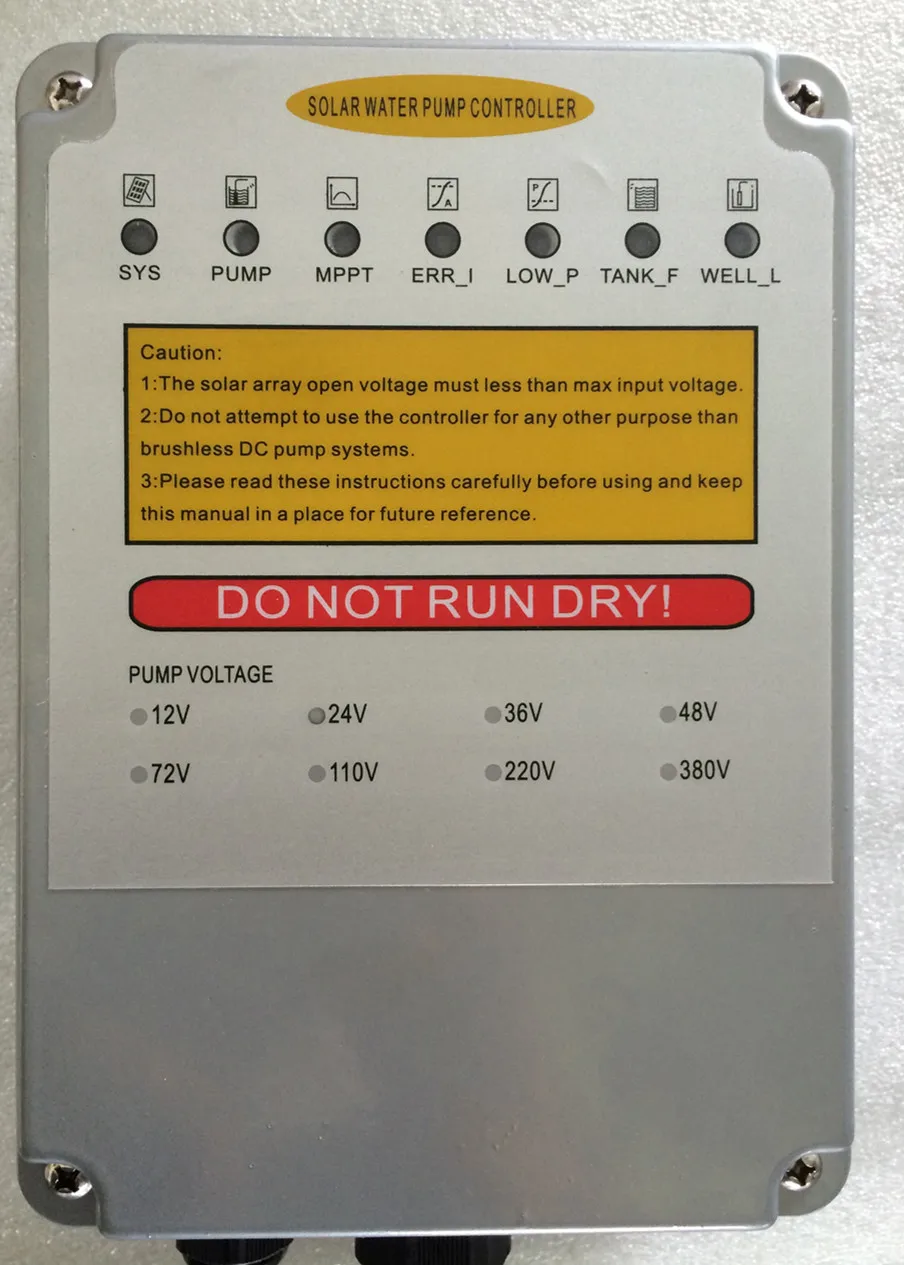 SOLAR WATER PUMP CONTROLLER
P
A
SYS PUMP MPPT ERR_I LOW_P TANK_F WELL_L
Caution:
1:The solar array open voltage must less than max input voltage.
2:Do not attempt to use the controller for any other purpose than
brushless DC pump systems.
3:Please read these instructions carefully before using and keep
this manual in a place for future reference.
DO NOT RUN DRY!
PUMP VOLTAGE
12V 24V 36V 48V
72V 110V 220V 380V